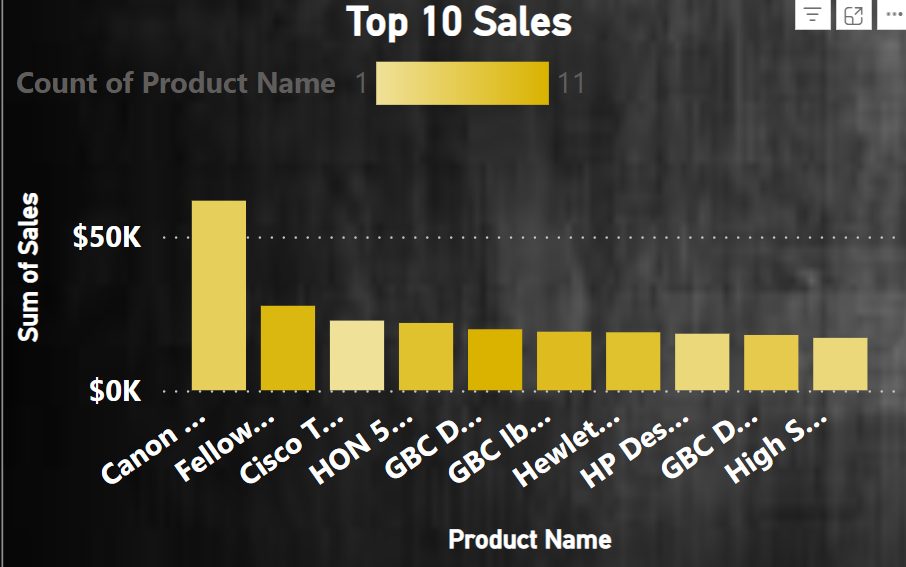 Top 10 Sales
Count of Product Name 1 11
Sum of Sales
$50K
$0K
Canon ...
Fellow...
Cisco T...
HON 5...
GBC D...
GBC Ib...
Hewlet...
HP Des...
GBC D...
High S...
Product Name